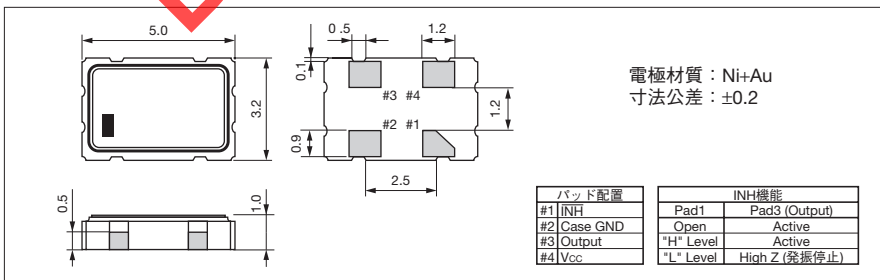 5.0
0.5
1.2
0.1
3.2
#3 #4
1.2
#2 #1
0.9
2.5
0.5
1.0
電極材質：Ni+Au
寸法公差：±0.2
パッド配置
#1 INH
#2 Case GND
#3 Output
#4 Vcc
INH機能
Pad1 Pad3 (Output)
Open Active
"H" Level Active
"L" Level High Z (発振停止)